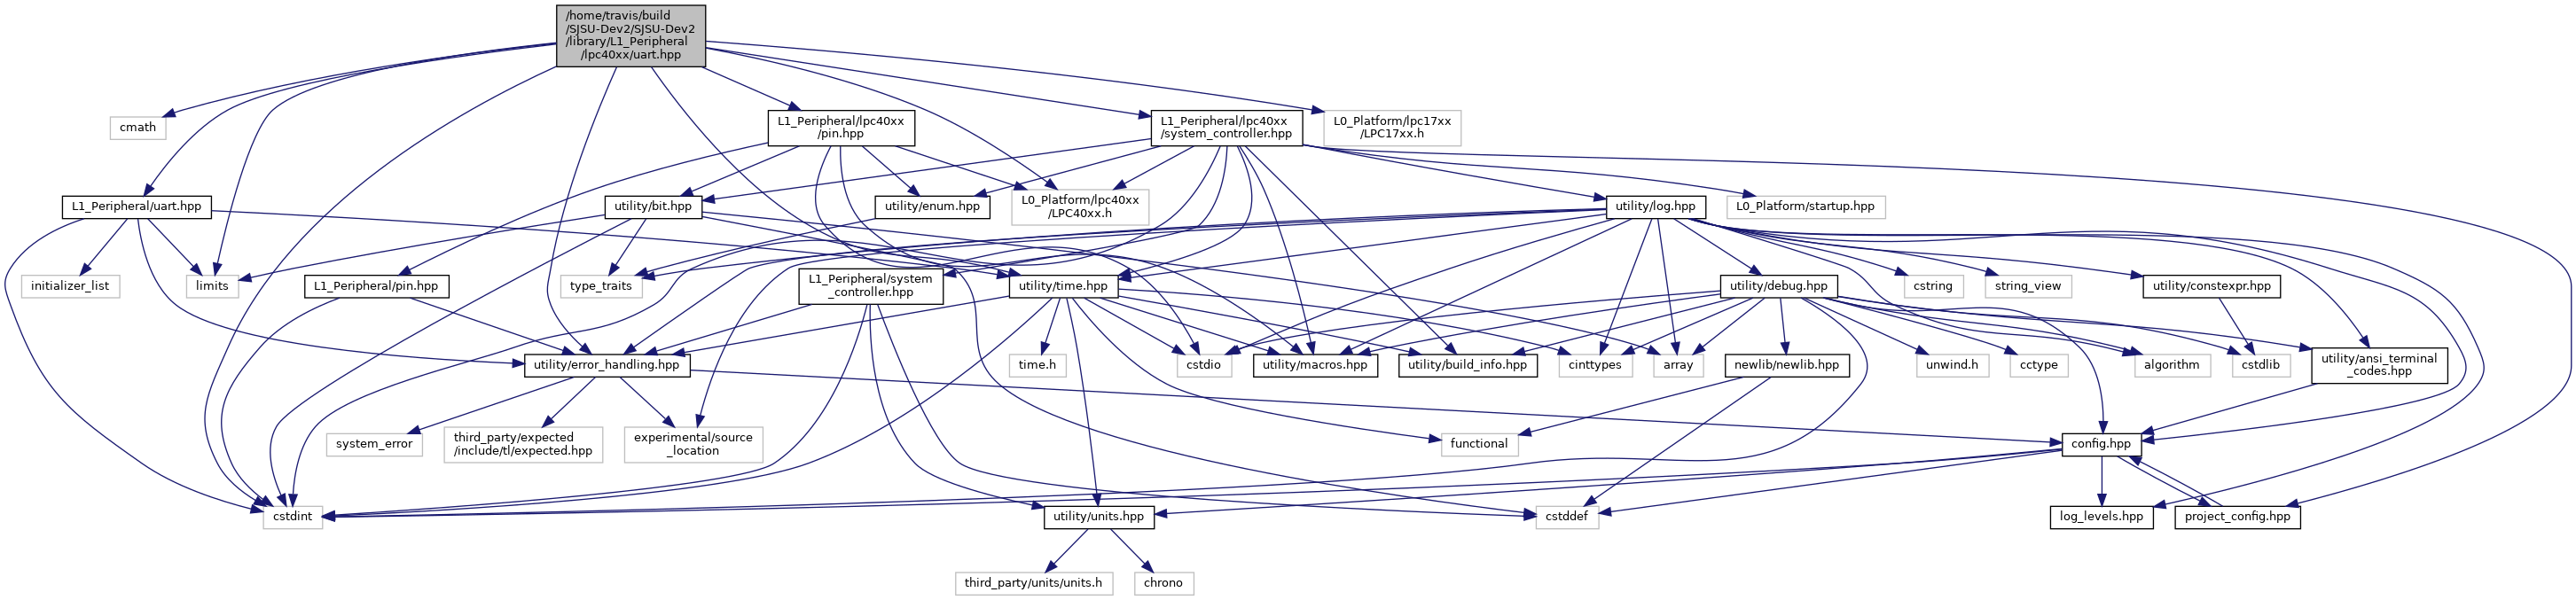 /home/travis/build
/SJSU-Dev2/SJSU-Dev2
/library/L1_Peripheral
/lpc40xx/uart.hpp
cmath
L1_Peripheral/lpc40xx
/pin.hpp
L1_Peripheral/lpc40xx
/system_controller.hpp
L0_Platform/lpc17xx
/LPC17xx.h
L1_Peripheral/uart.hpp
utility/bit.hpp
utility/enum.hpp
L0_Platform/lpc40xx
/LPC40xx.h
utility/log.hpp
L0_Platform/startup.hpp
initializer_list
limits
L1_Peripheral/pin.hpp
type_traits
L1_Peripheral/system
_controller.hpp
utility/time.hpp
utility/debug.hpp
cstring
string_view
utility/constexpr.hpp
utility/error_handling.hpp
time.h
cstdio
utility/macros.hpp
utility/build_info.hpp
cinttypes
array
newlib/newlib.hpp
unwind.h
cctype
algorithm
cstdlib
utility/ansi_terminal
_codes.hpp
system_error
third_party/expected
/include/tl/expected.hpp
experimental/source
_location
functional
config.hpp
cstdint
utility/units.hpp
cstddef
log_levels.hpp
project_config.hpp
third_party/units/units.h
chrono